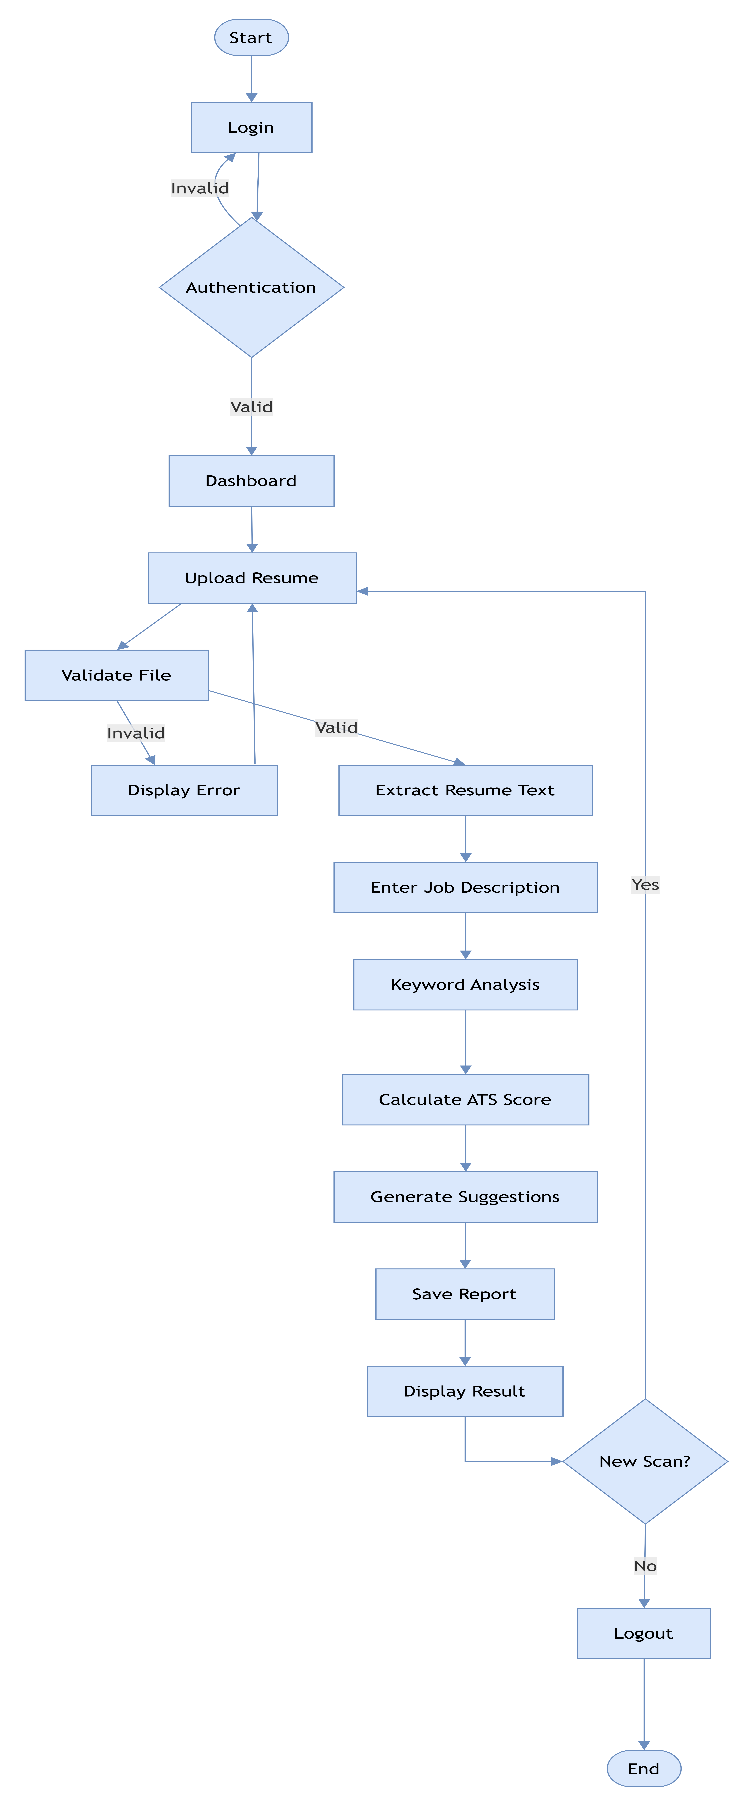 Start
Login
Invalid
Authentication
Valid
Dashboard
Upload Resume
Validate File
Invalid
Valid
Display Error
Extract Resume Text
Enter Job Description
Yes
Keyword Analysis
Calculate ATS Score
Generate Suggestions
Save Report
Display Result
New Scan?
No
Logout
End